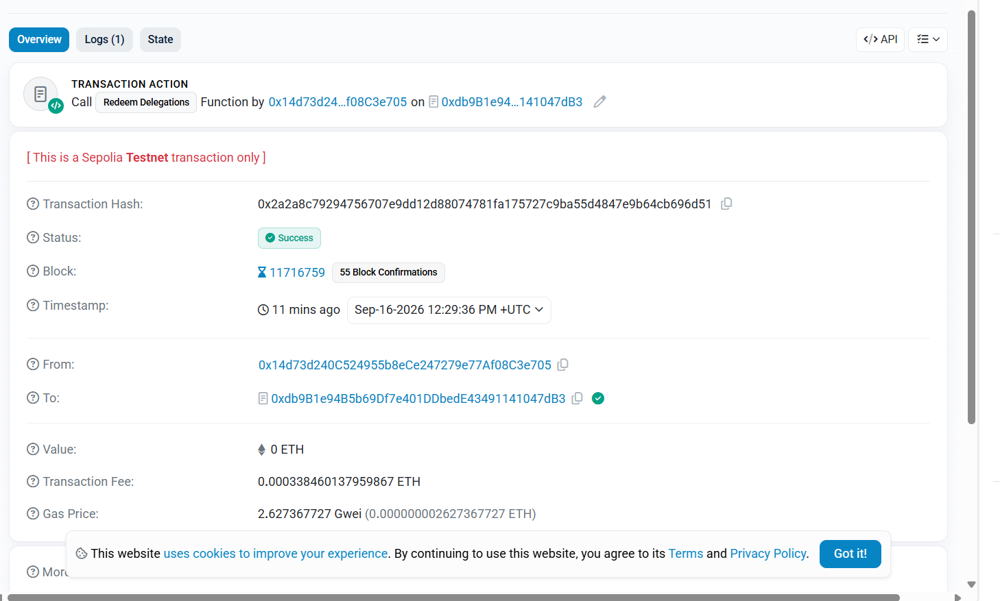 Overview
Logs (1)
State
</> API
TRANSACTION ACTION
Call Redeem Delegations Function by 0x14d73d24...f08C3e705 on 0xdb9B1e94...141047dB3
[ This is a Sepolia Testnet transaction only ]
Transaction Hash: 0x2a2a8c79294756707e9dd12d88074781fa175727c9ba55d4847e9b64cb696d51
Status: Success
Block: 11716759 55 Block Confirmations
Timestamp: 11 mins ago Sep-16-2026 12:29:36 PM +UTC
From: 0x14d73d240C524955b8eCe247279e77Af08C3e705
To: 0xdb9B1e94B5b69Df7e401DDbedE43491141047dB3
Value: 0 ETH
Transaction Fee: 0.000338460137959867 ETH
Gas Price: 2.627367727 Gwei (0.000000002627367727 ETH)
This website uses cookies to improve your experience. By continuing to use this website, you agree to its Terms and Privacy Policy. Got it!
More